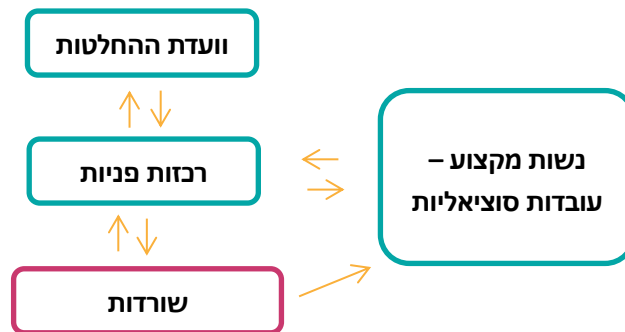 וועדת ההחלטות
רכזות פניות
נשות מקצוע –
עובדות סוציאליות
שורדות